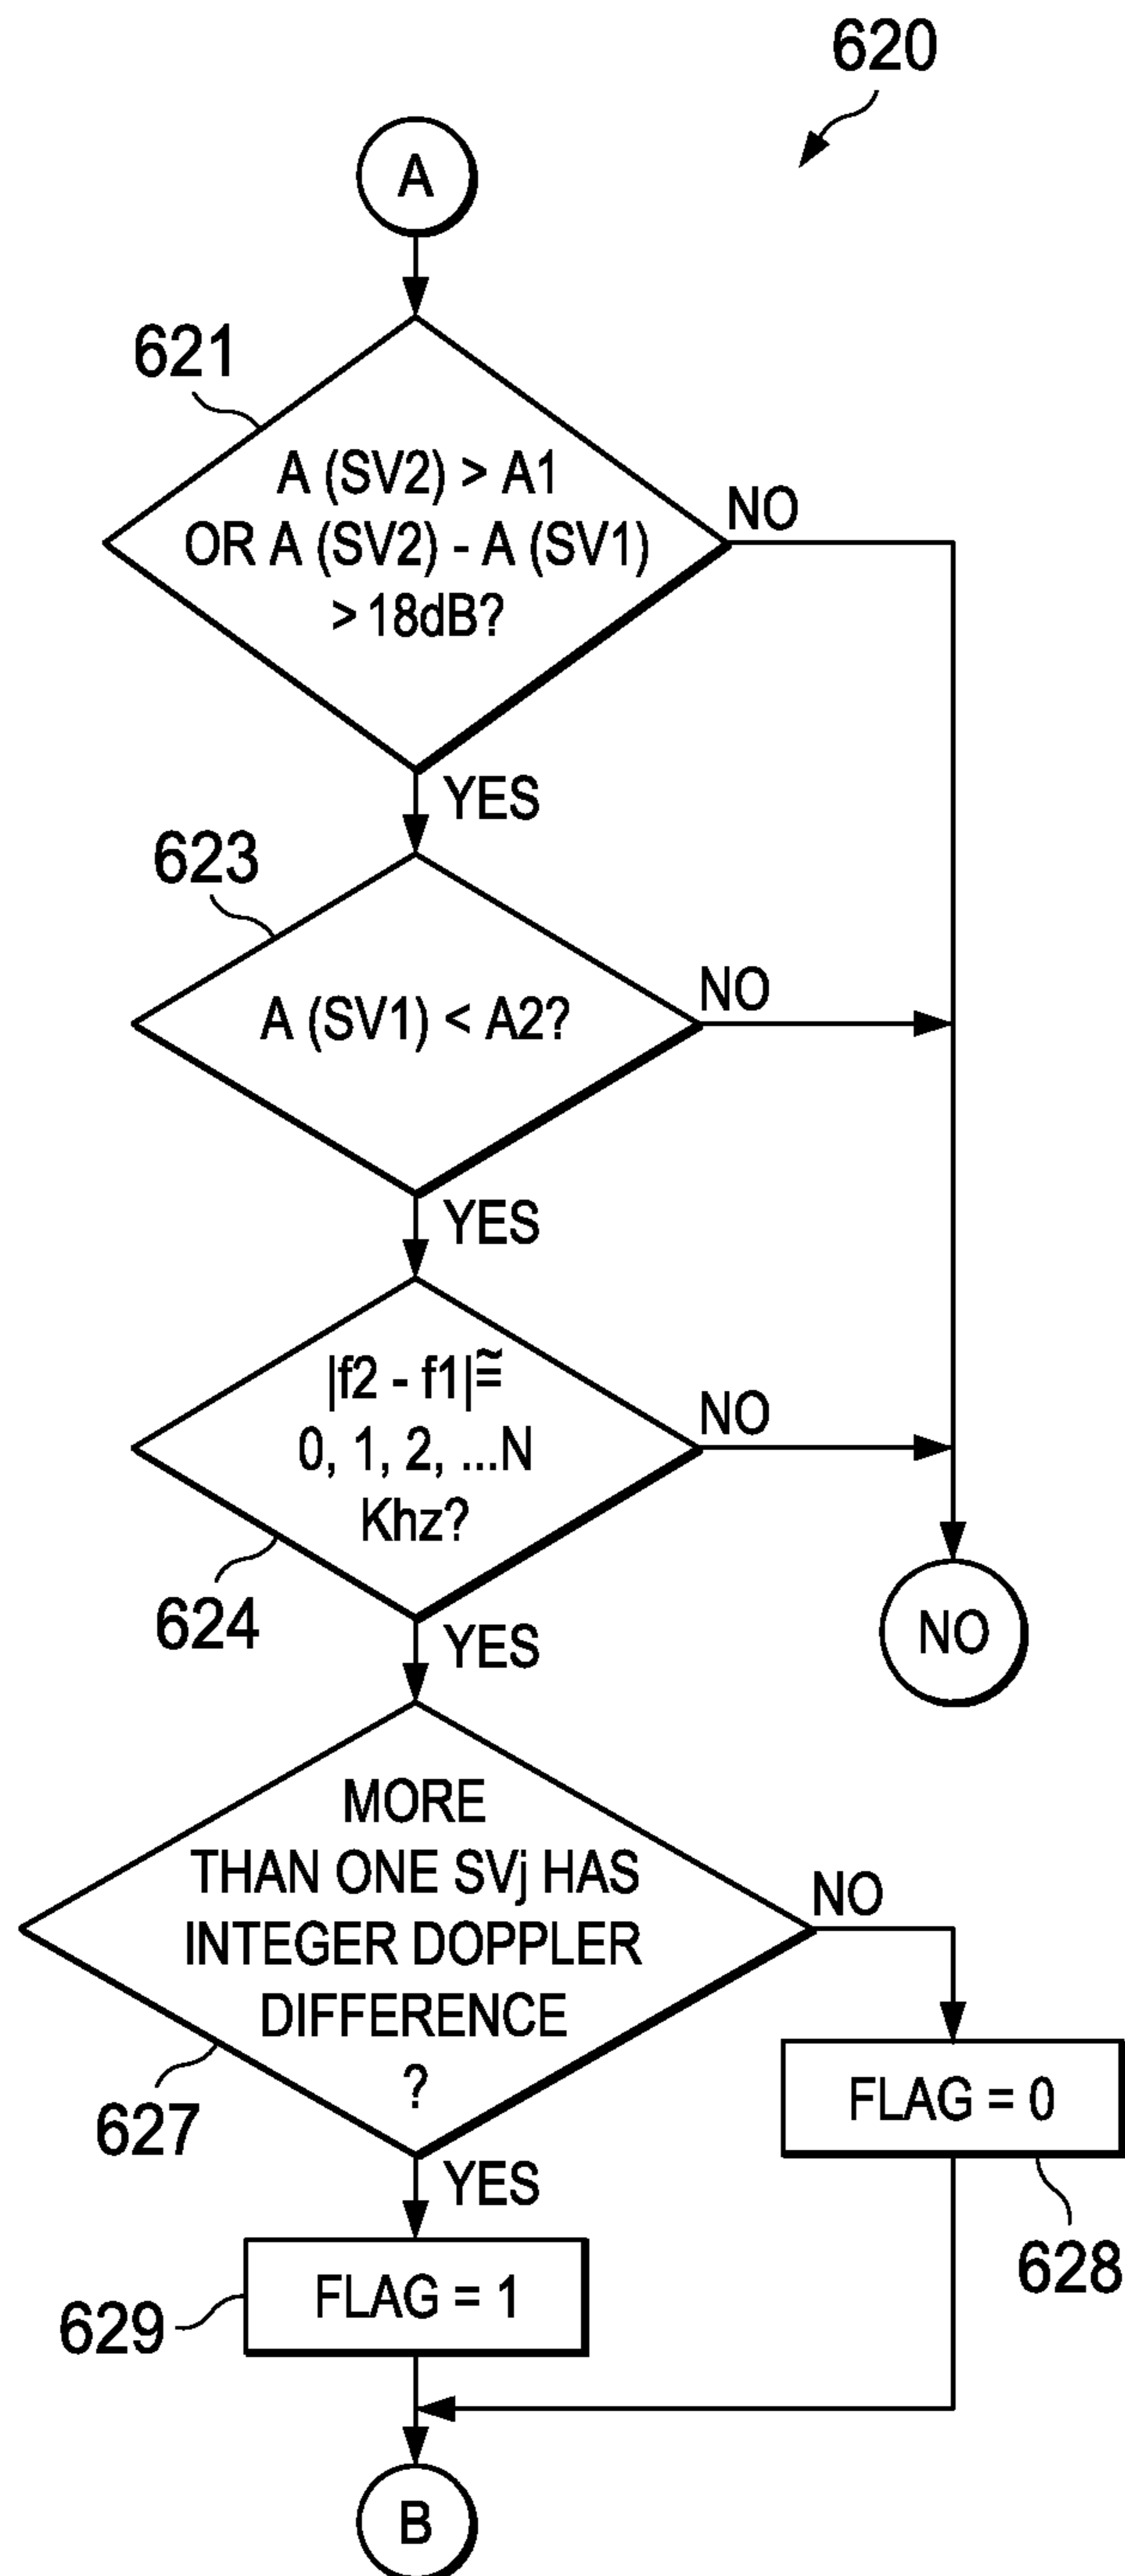 620
A
621
A (SV2) > A1
OR A (SV2) - A (SV1)
> 18dB?
NO
YES
623
A (SV1) < A2?
NO
YES
|f2 - f1| ≅
0, 1, 2, ...N
Khz?
NO
624
YES
NO
MORE
THAN ONE SVj HAS
INTEGER DOPPLER
DIFFERENCE
?
NO
627
YES
FLAG = 0
628
FLAG = 1
629
B